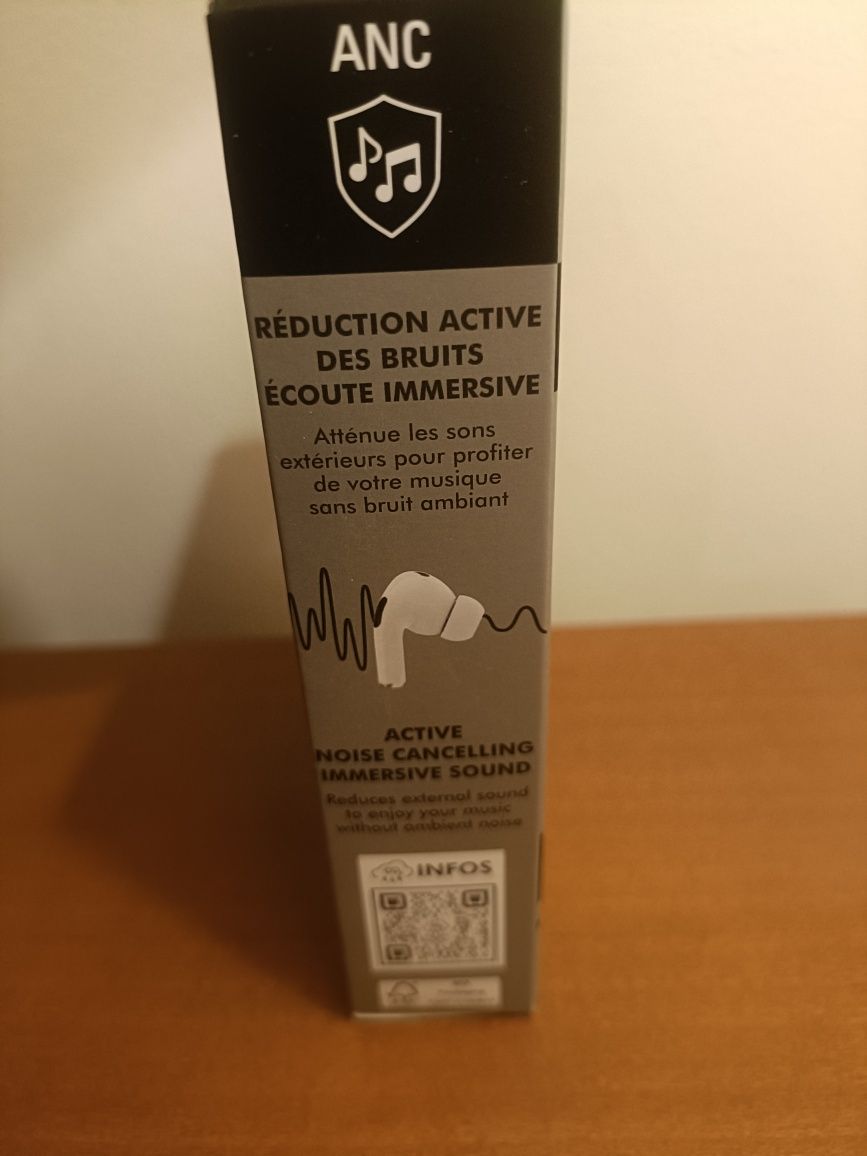 ANC
RÉDUCTION ACTIVE
DES BRUITS
ÉCOUTE IMMERSIVE
Atténue les sons
extérieurs pour profiter
de votre musique
sans bruit ambiant
ACTIVE
NOISE CANCELLING
IMMERSIVE SOUND
Reduces external sound
to enjoy your music
without ambient noise
INFOS